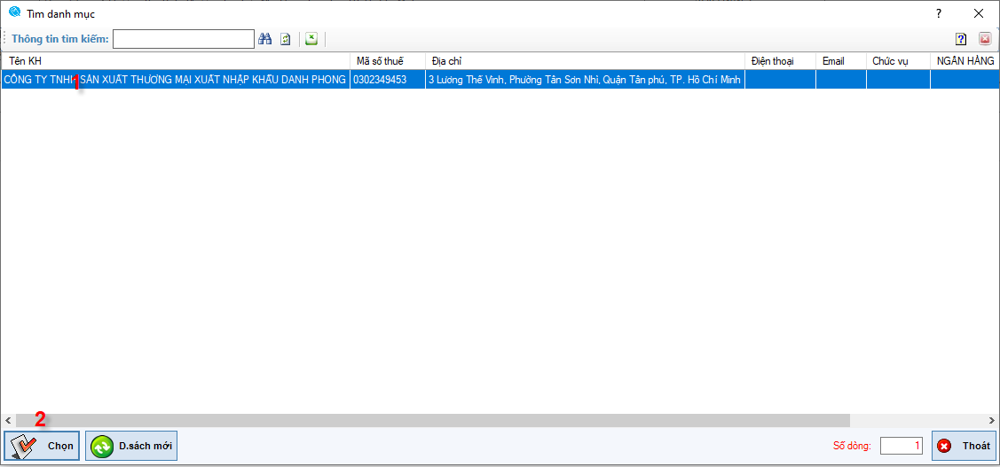 Tìm danh mục
?
Thông tin tìm kiếm:
Tên KH Mã số thuế Địa chỉ Điện thoại Email Chức vụ NGÂN HÀNG
CÔNG TY TNHH SẢN XUẤT THƯƠNG MẠI XUẤT NHẬP KHẨU DANH PHONG 0302349453 3 Lương Thế Vinh, Phường Tân Sơn Nhì, Quận Tân phú, TP. Hồ Chí Minh
1
2
Chọn D.sách mới Số dòng: 1 Thoát